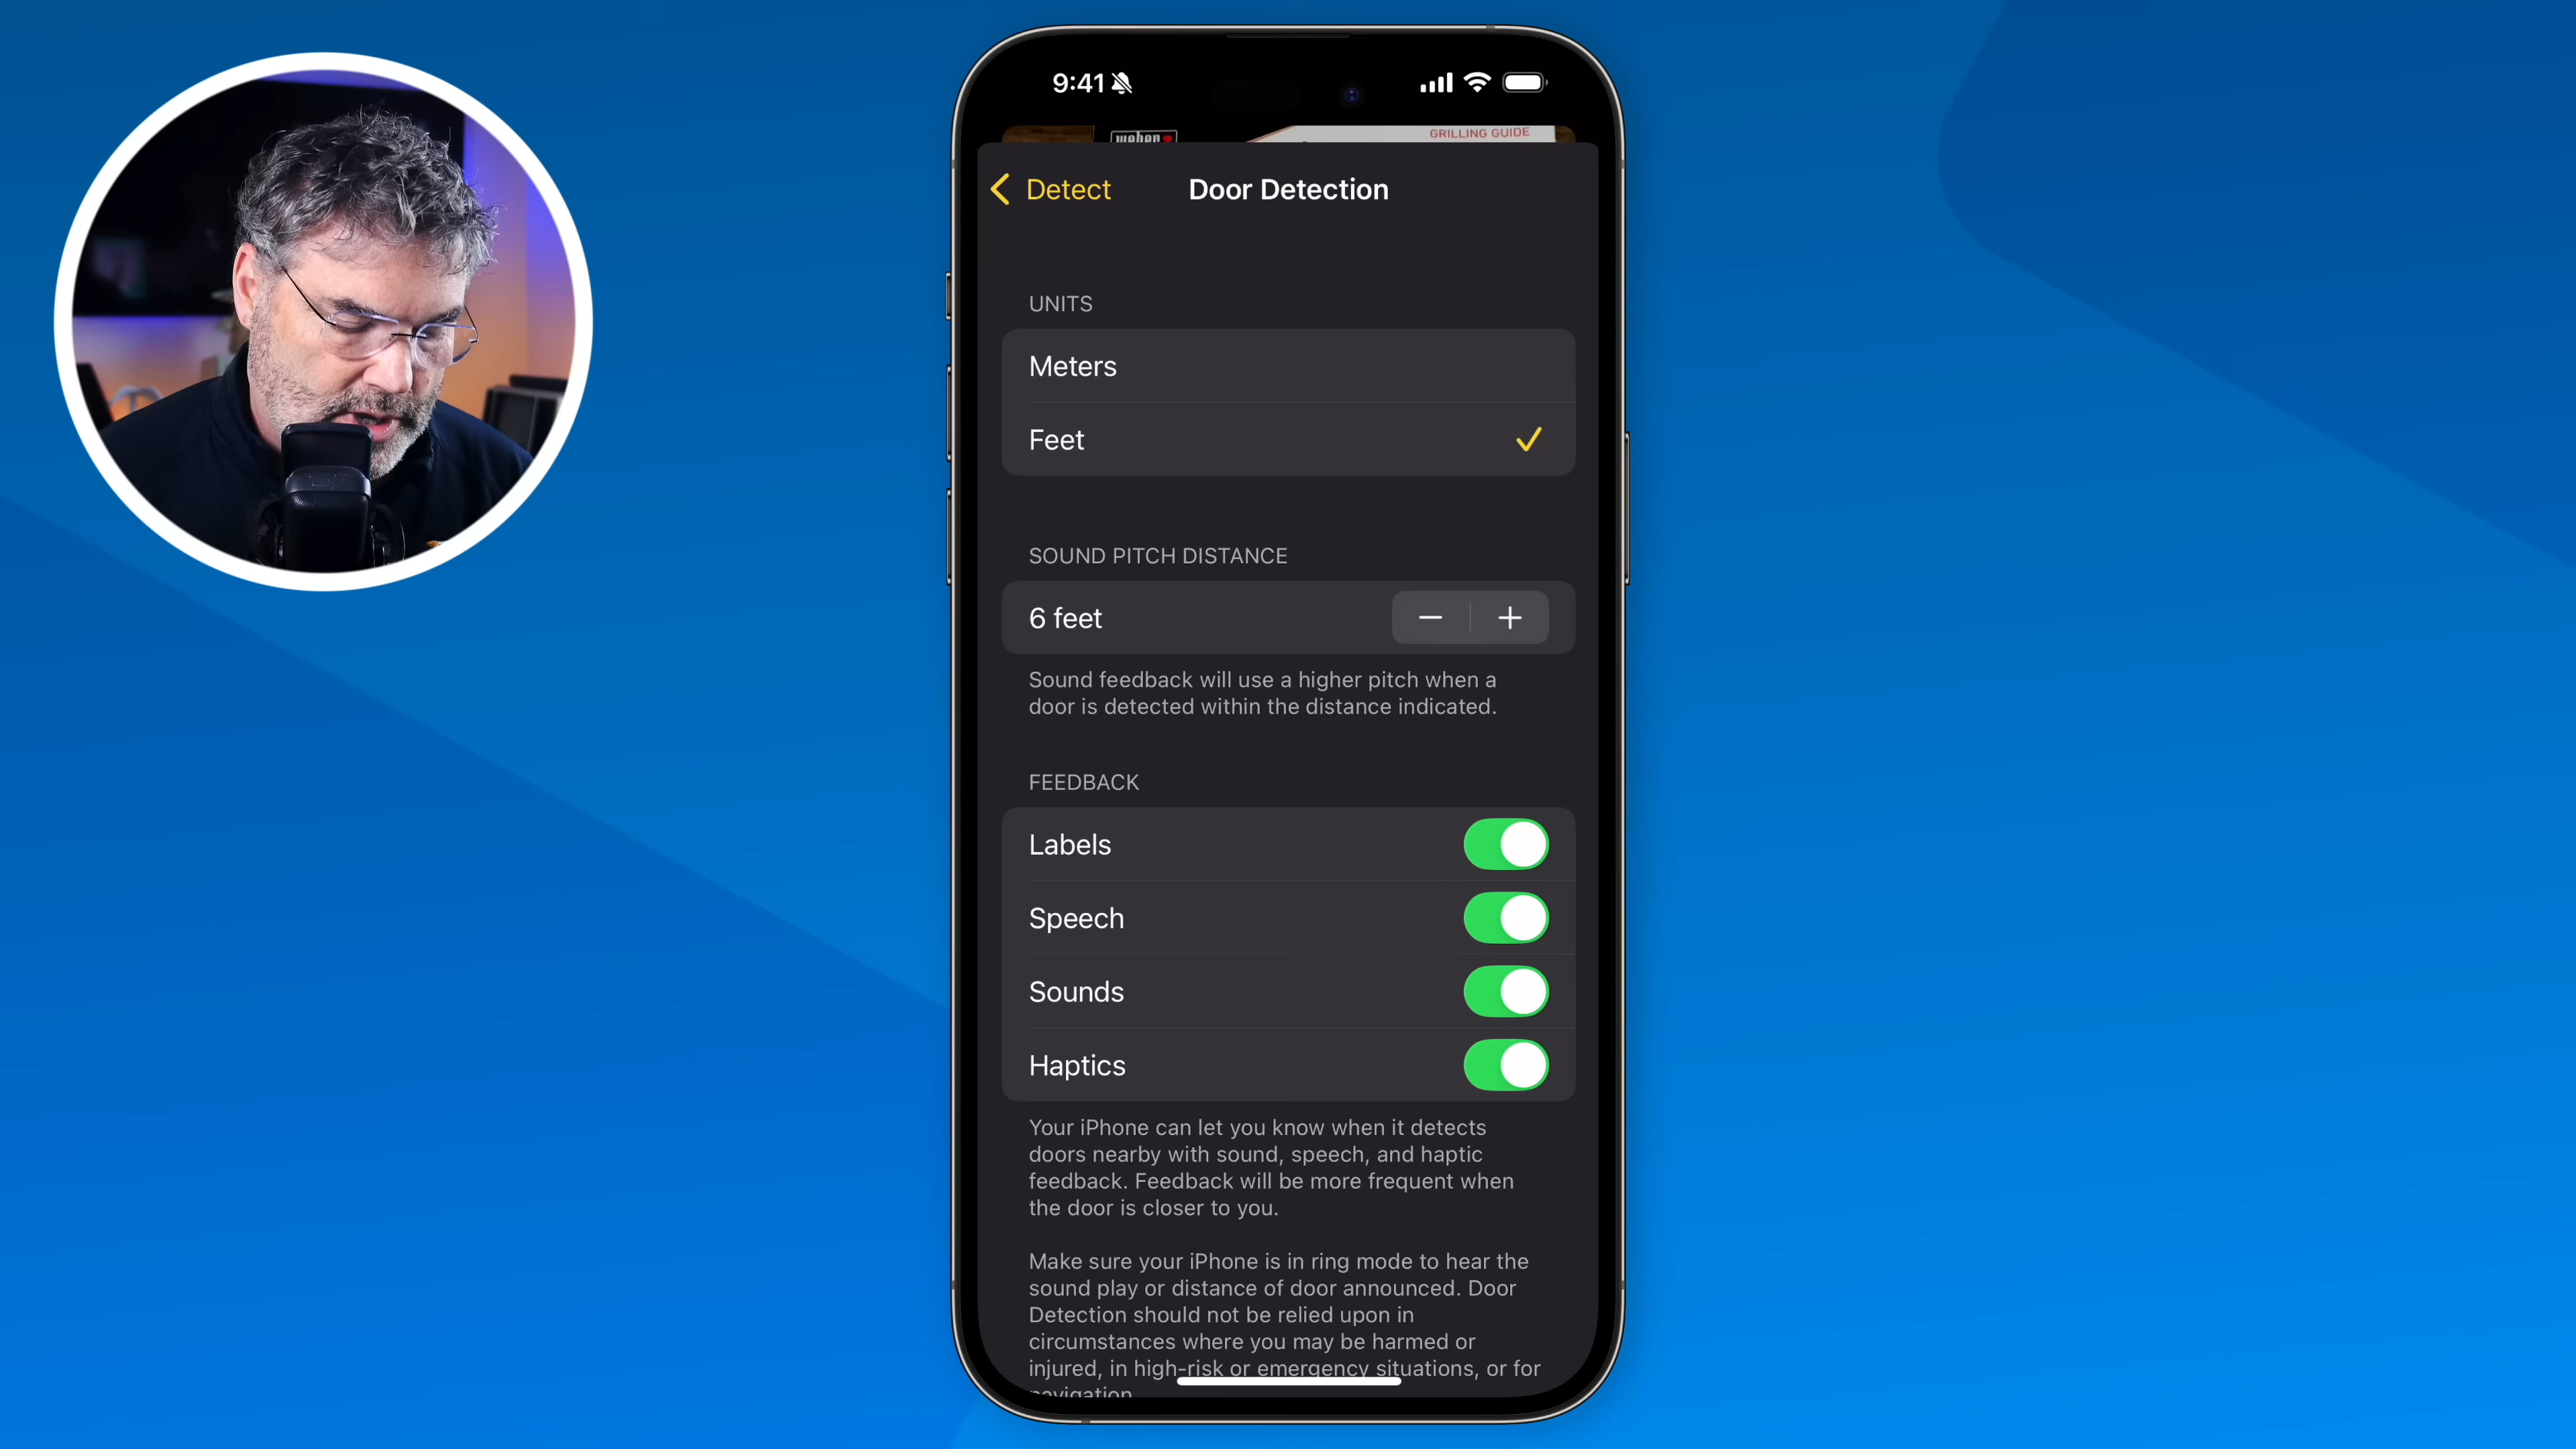 9:41
weber
GRILLING GUIDE
Detect
Door Detection
UNITS
Meters
Feet
SOUND PITCH DISTANCE
6 feet
Sound feedback will use a higher pitch when a
door is detected within the distance indicated.
FEEDBACK
Labels
Speech
Sounds
Haptics
Your iPhone can let you know when it detects
doors nearby with sound, speech, and haptic
feedback. Feedback will be more frequent when
the door is closer to you.
Make sure your iPhone is in ring mode to hear the
sound play or distance of door announced. Door
Detection should not be relied upon in
circumstances where you may be harmed or
injured, in high-risk or emergency situations, or for
navigation